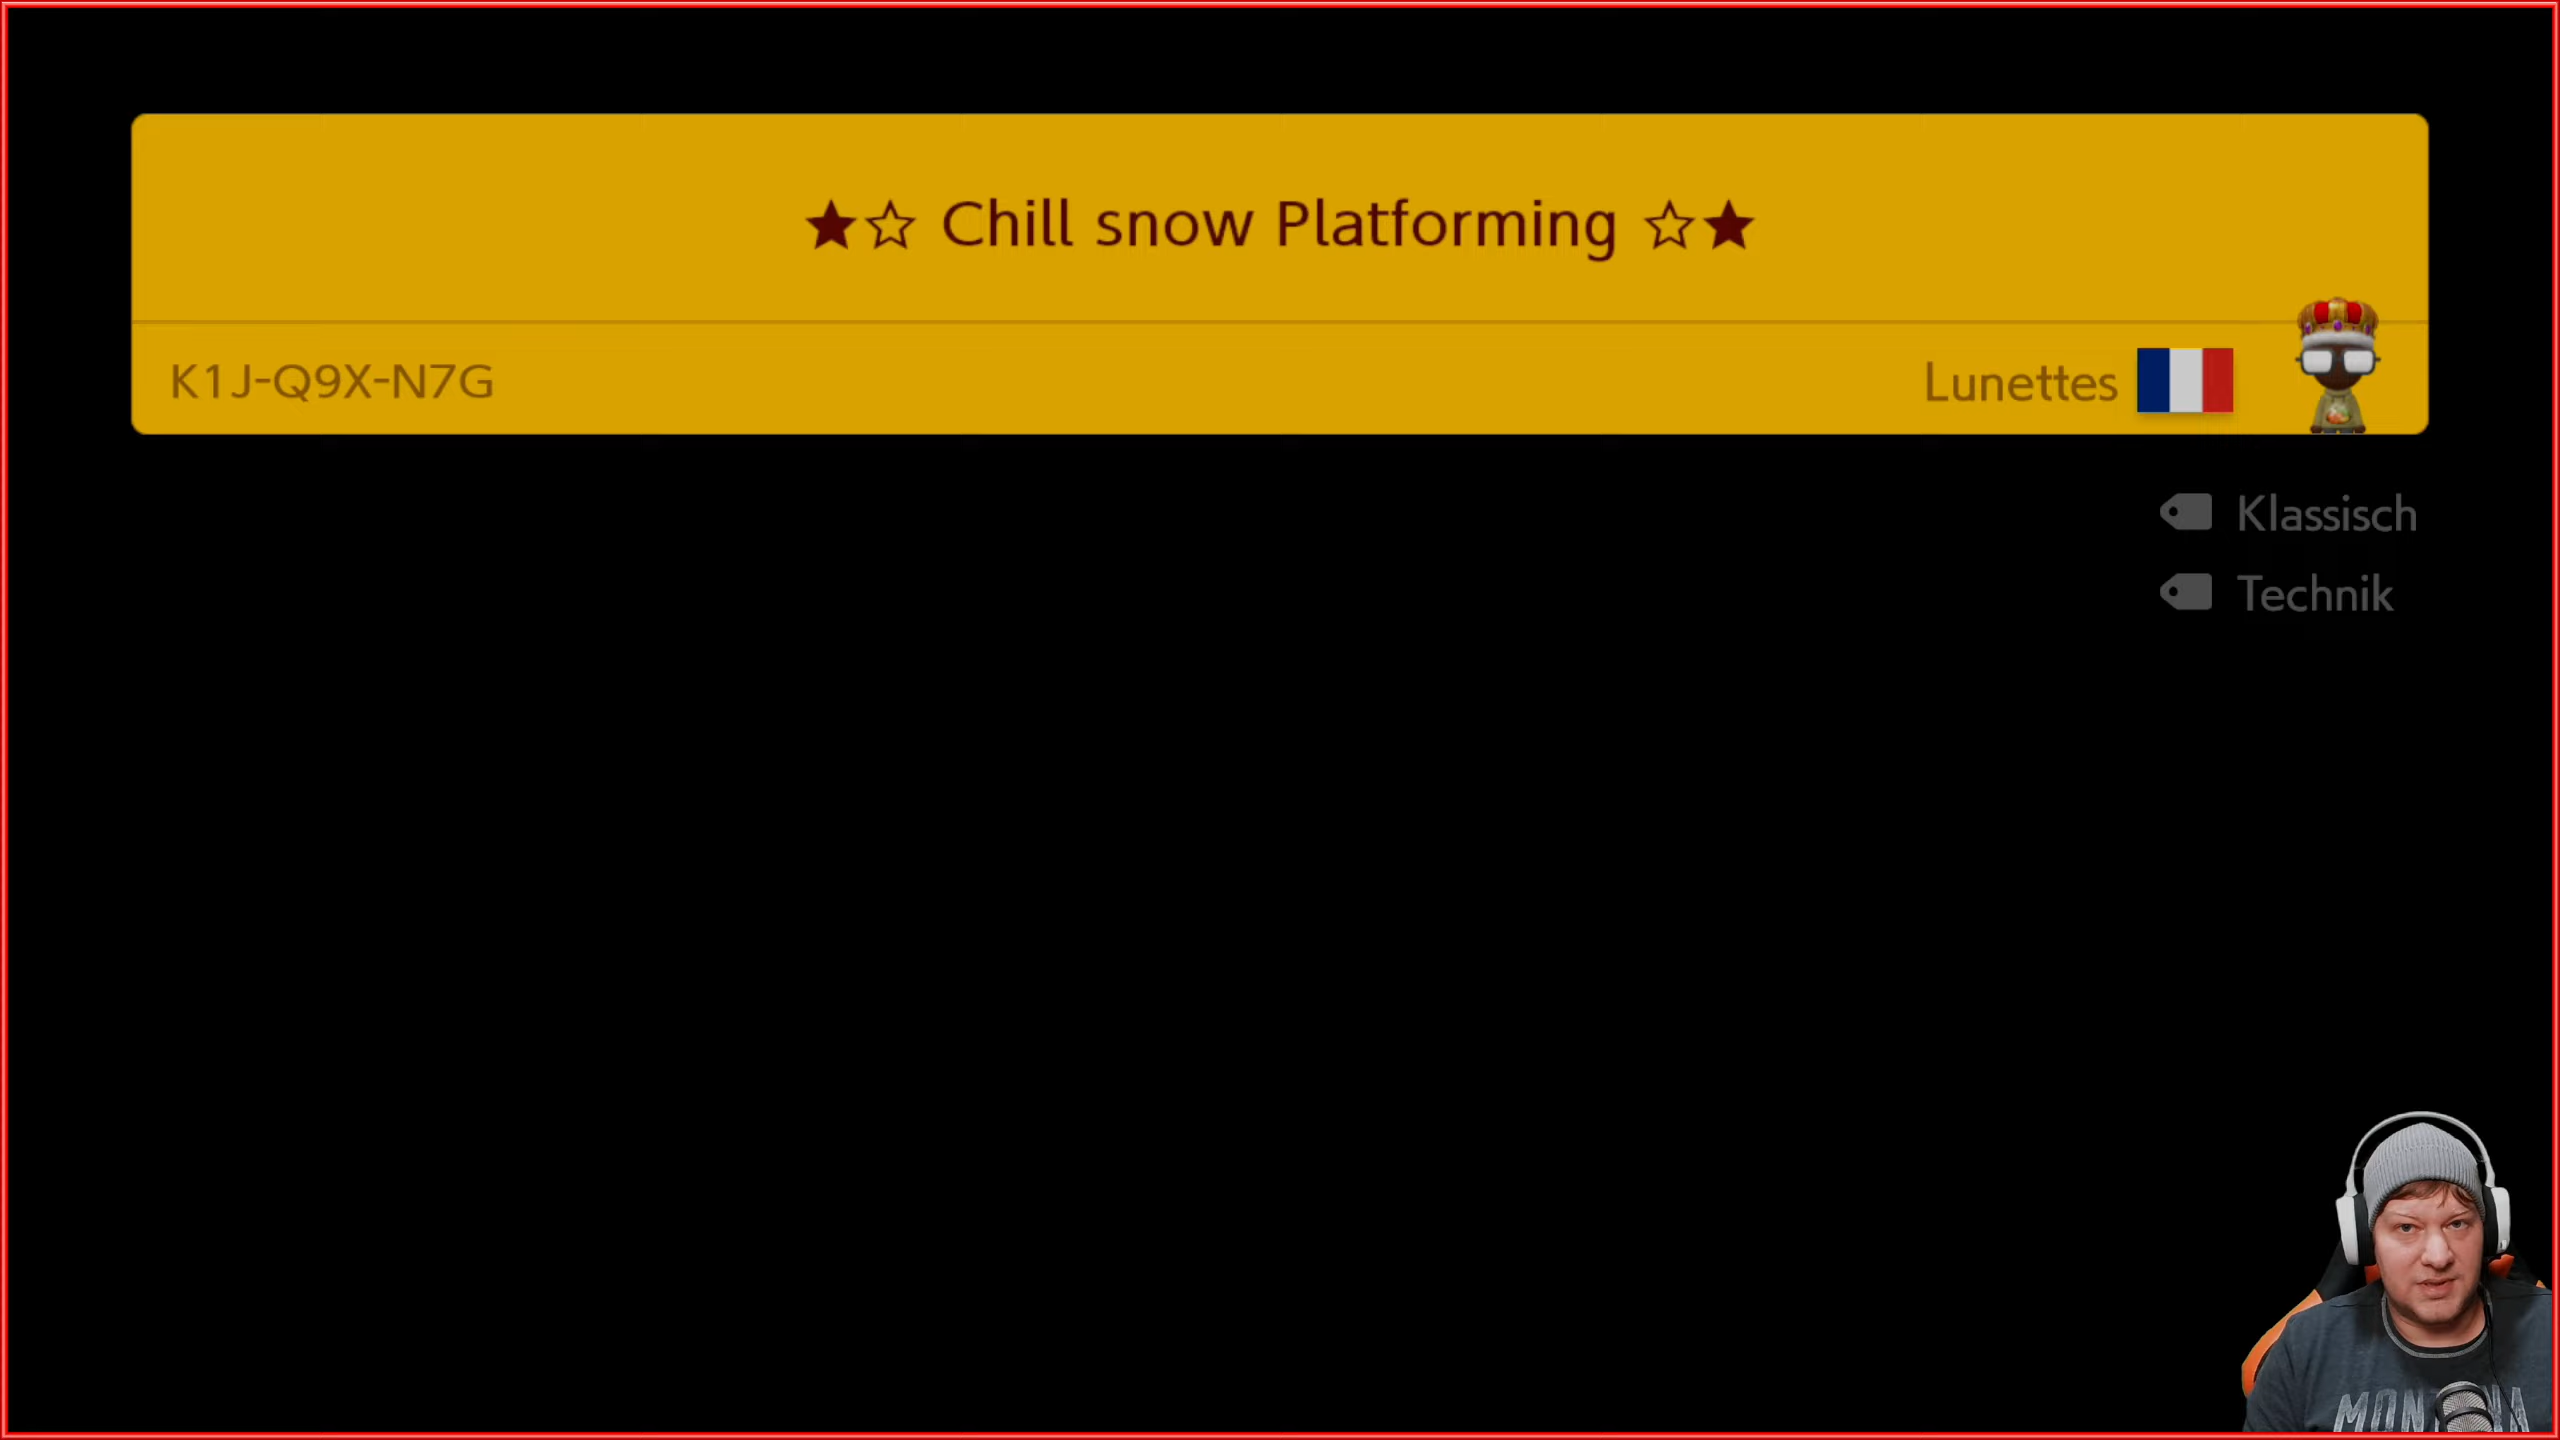 ★☆ Chill snow Platforming ☆★
K1J-Q9X-N7G
Lunettes
Klassisch
Technik